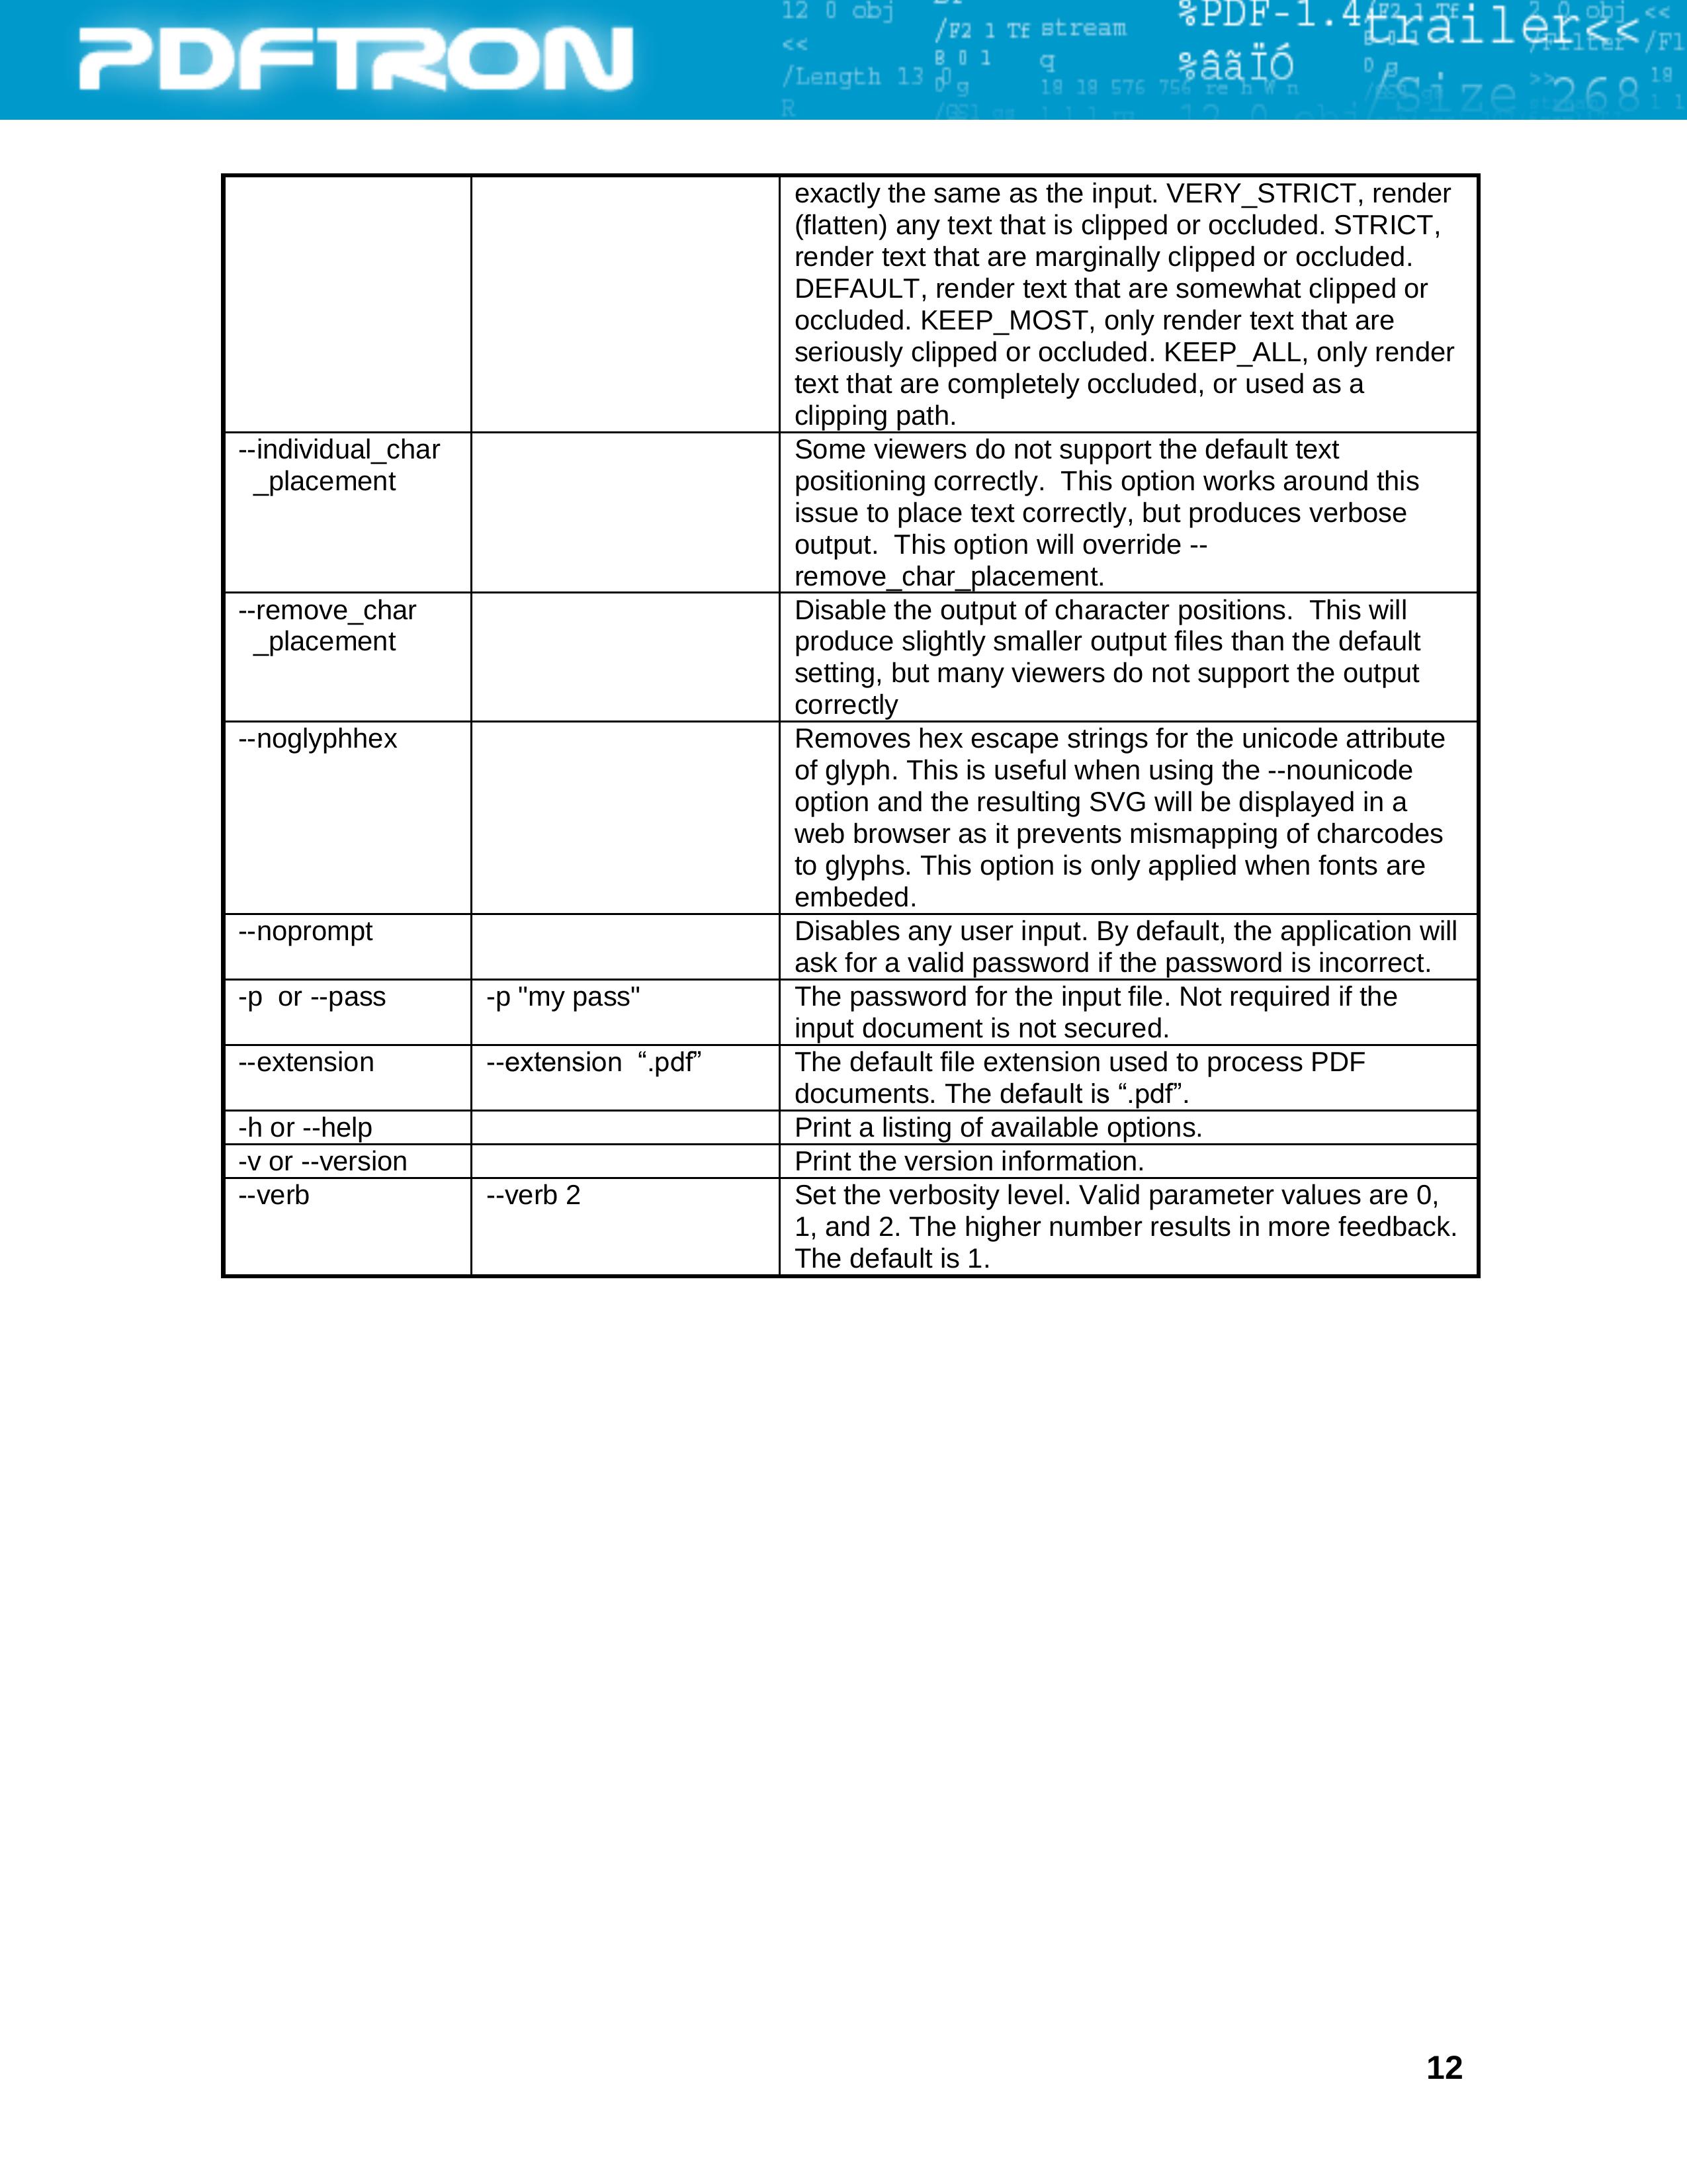 PDFTRON
12 0 obj
<<
/Length 13 0
R
/F2 1 Tf
stream
q
18 18 576 756 re h W n
%PDF-1.4
%âãÏÓ
trailer<<
/Size 268
exactly the same as the input. VERY_STRICT, render
(flatten) any text that is clipped or occluded. STRICT,
render text that are marginally clipped or occluded.
DEFAULT, render text that are somewhat clipped or
occluded. KEEP_MOST, only render text that are
seriously clipped or occluded. KEEP_ALL, only render
text that are completely occluded, or used as a
clipping path.
--individual_char
_placement
Some viewers do not support the default text
positioning correctly.  This option works around this
issue to place text correctly, but produces verbose
output.  This option will override --
remove_char_placement.
--remove_char
_placement
Disable the output of character positions.  This will
produce slightly smaller output files than the default
setting, but many viewers do not support the output
correctly
--noglyphhex
Removes hex escape strings for the unicode attribute
of glyph. This is useful when using the --nounicode
option and the resulting SVG will be displayed in a
web browser as it prevents mismapping of charcodes
to glyphs. This option is only applied when fonts are
embeded.
--noprompt
Disables any user input. By default, the application will
ask for a valid password if the password is incorrect.
-p  or --pass
-p "my pass"
The password for the input file. Not required if the
input document is not secured.
--extension
--extension  “.pdf”
The default file extension used to process PDF
documents. The default is “.pdf”.
-h or --help
Print a listing of available options.
-v or --version
Print the version information.
--verb
--verb 2
Set the verbosity level. Valid parameter values are 0,
1, and 2. The higher number results in more feedback.
The default is 1.
12